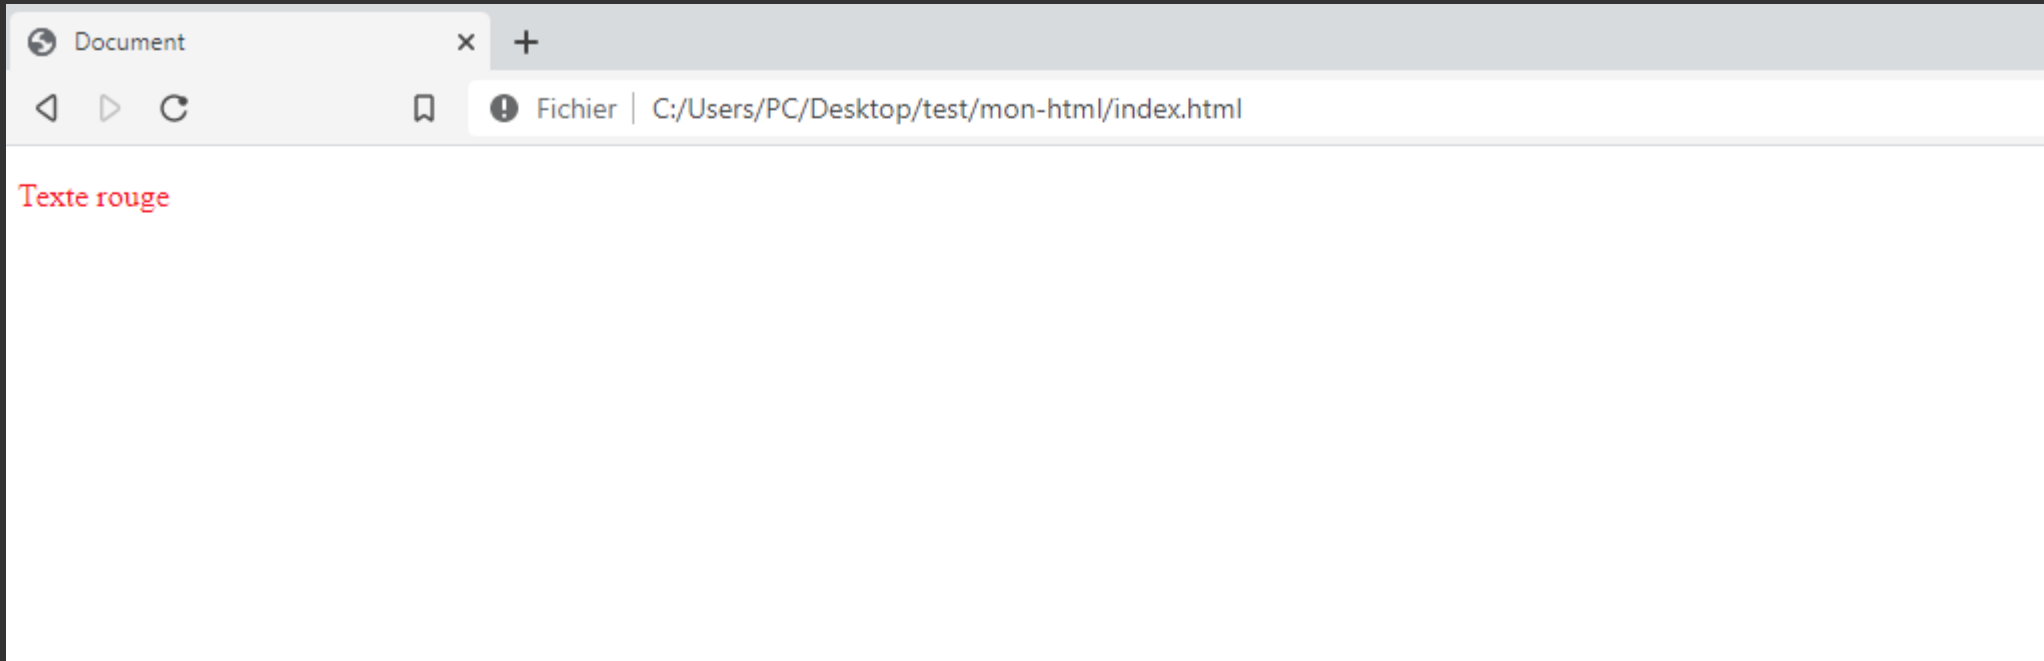 Document
Fichier C:/Users/PC/Desktop/test/mon-html/index.html
Texte rouge